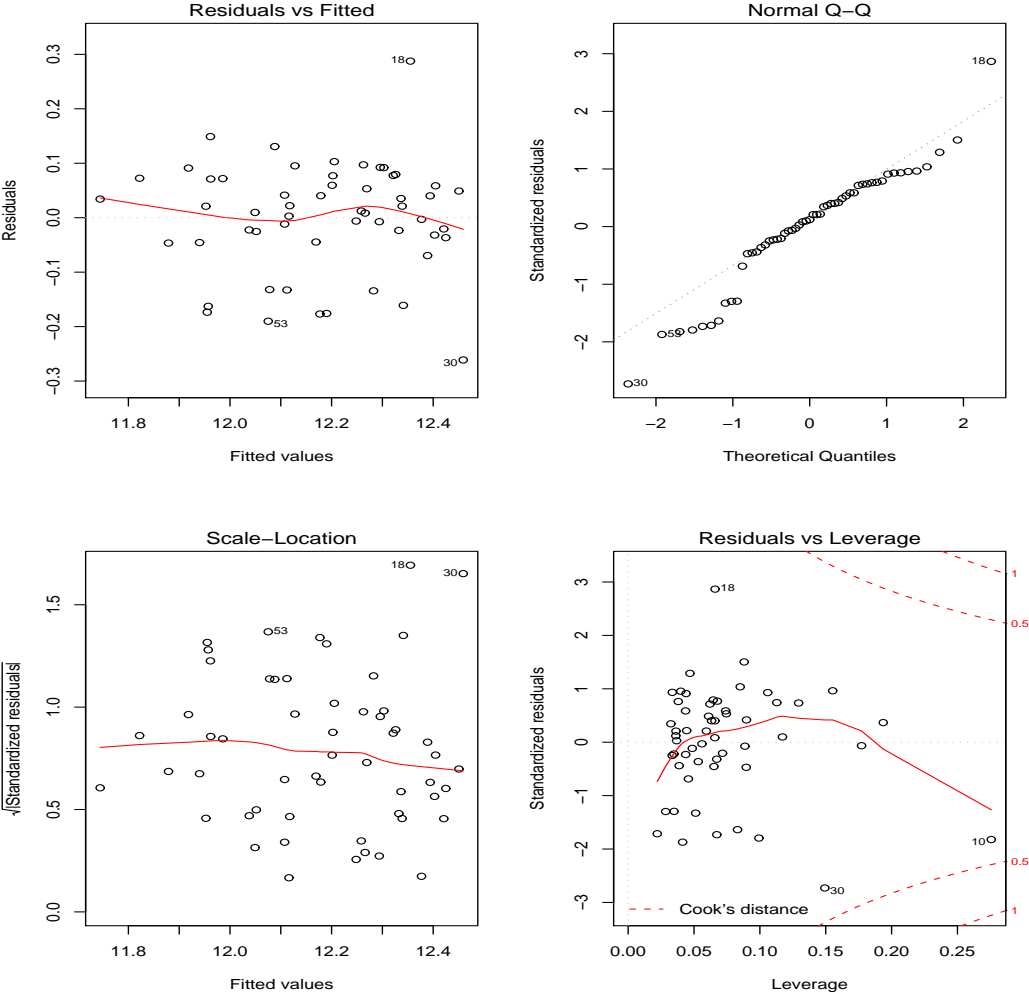 Residuals vs Fitted
Residuals
0.3
0.2
0.1
0.0
−0.1
−0.2
−0.3
18
53
30
11.8 12.0 12.2 12.4
Fitted values
Normal Q−Q
Standardized residuals
3
2
1
0
−1
−2
18
53
30
−2 −1 0 1 2
Theoretical Quantiles
Scale−Location
√|Standardized residuals|
1.5
1.0
0.5
0.0
18
30
53
11.8 12.0 12.2 12.4
Fitted values
Residuals vs Leverage
Standardized residuals
3
2
1
0
−1
−2
−3
18
10
30
1
0.5
0.5
1
Cook's distance
0.00 0.05 0.10 0.15 0.20 0.25
Leverage